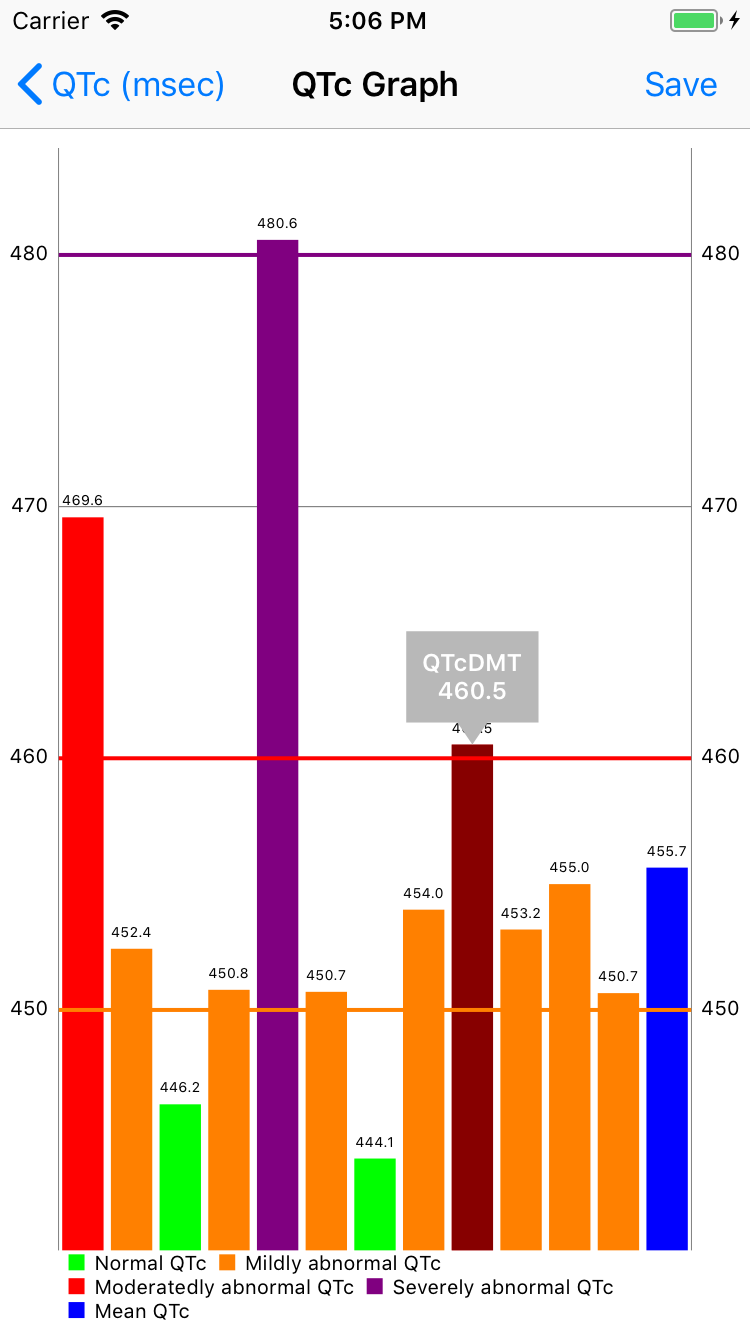 Carrier 5:06 PM
QTc (msec) QTc Graph Save
480.6
480 480
469.6
470 470
QTcDMT
460.5
460 460
455.7
455.0
454.0
453.2
452.4
450.8 450.7 450.7
450 450
446.2
444.1
Normal QTc Mildly abnormal QTc
Moderatedly abnormal QTc Severely abnormal QTc
Mean QTc